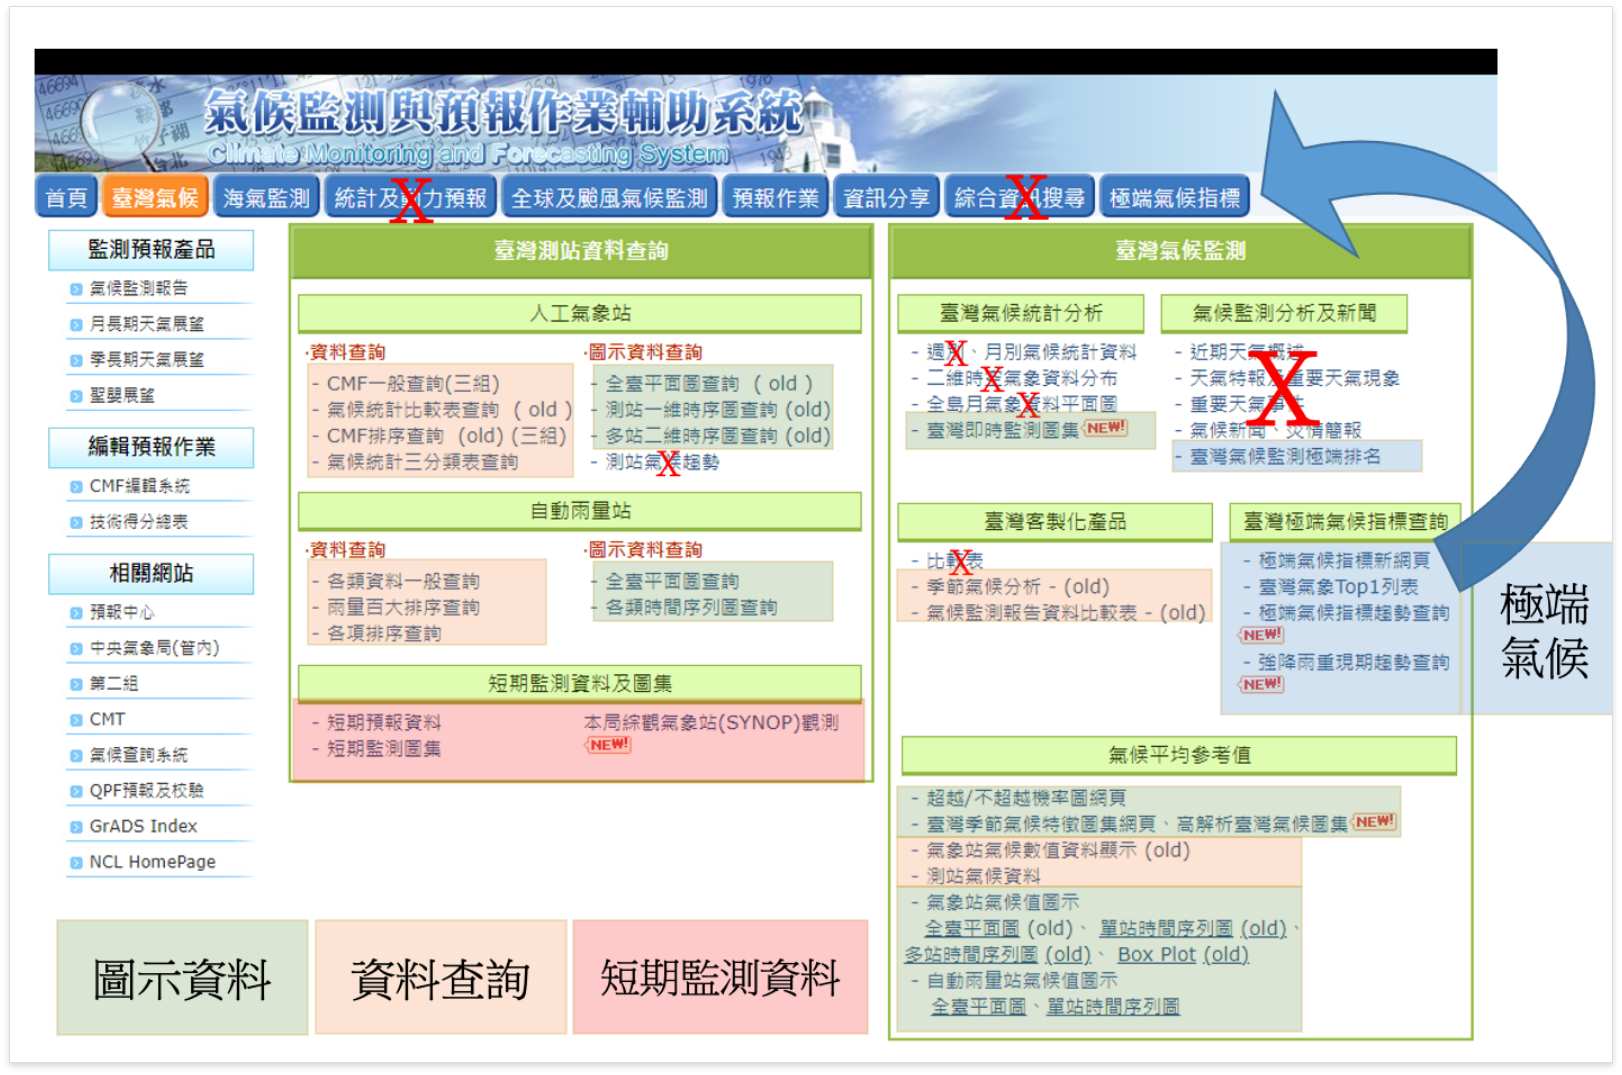 氣候監測與預報作業輔助系統
Climate Monitoring and Forecasting System
首頁 臺灣氣候 海氣監測 統計及動力預報 全球及颱風氣候監測 預報作業 資訊分享 綜合資訊搜尋 極端氣候指標
X
X
監測預報產品
氣候監測報告
月長期天氣展望
季長期天氣展望
聖嬰展望
編輯預報作業
CMF編輯系統
技術得分總表
相關網站
預報中心
中央氣象局(管內)
第二組
CMT
氣候查詢系統
QPF預報及校驗
GrADS Index
NCL HomePage
臺灣測站資料查詢
人工氣象站
·資料查詢
- CMF一般查詢(三組)
- 氣候統計比較表查詢 ( old )
- CMF排序查詢 (old) (三組)
- 氣候統計三分類表查詢
·圖示資料查詢
- 全臺平面圖查詢 ( old )
- 測站一維時序圖查詢 (old)
- 多站二維時序圖查詢 (old)
- 測站氣候趨勢
X
自動雨量站
·資料查詢
- 各類資料一般查詢
- 雨量百大排序查詢
- 各項排序查詢
·圖示資料查詢
- 全臺平面圖查詢
- 各類時間序列圖查詢
短期監測資料及圖集
- 短期預報資料
- 短期監測圖集
本局綜觀氣象站(SYNOP)觀測
NEW!
臺灣氣候監測
臺灣氣候統計分析
- 週別、月別氣候統計資料
X
- 二維時空氣象資料分布
X
- 全島月氣象資料平面圖
X
- 臺灣即時監測圖集 NEW!
氣候監測分析及新聞
- 近期天氣概述
- 天氣特報及重要天氣現象
- 重要天氣事件
- 氣候新聞、災情簡報
X
- 臺灣氣候監測極端排名
臺灣客製化產品
- 比較表
X
- 季節氣候分析 - (old)
- 氣候監測報告資料比較表 - (old)
臺灣極端氣候指標查詢
- 極端氣候指標新網頁
- 臺灣氣象Top1列表
- 極端氣候指標趨勢查詢
NEW!
- 強降雨重現期趨勢查詢
NEW!
極端
氣候
氣候平均參考值
- 超越/不超越機率圖網頁
- 臺灣季節氣候特徵圖集網頁、高解析臺灣氣候圖集 NEW!
- 氣象站氣候數值資料顯示 (old)
- 測站氣候資料
- 氣象站氣候值圖示
全臺平面圖 (old)、 單站時間序列圖 (old)、
多站時間序列圖 (old)、 Box Plot (old)
- 自動雨量站氣候值圖示
全臺平面圖、單站時間序列圖
圖示資料
資料查詢
短期監測資料